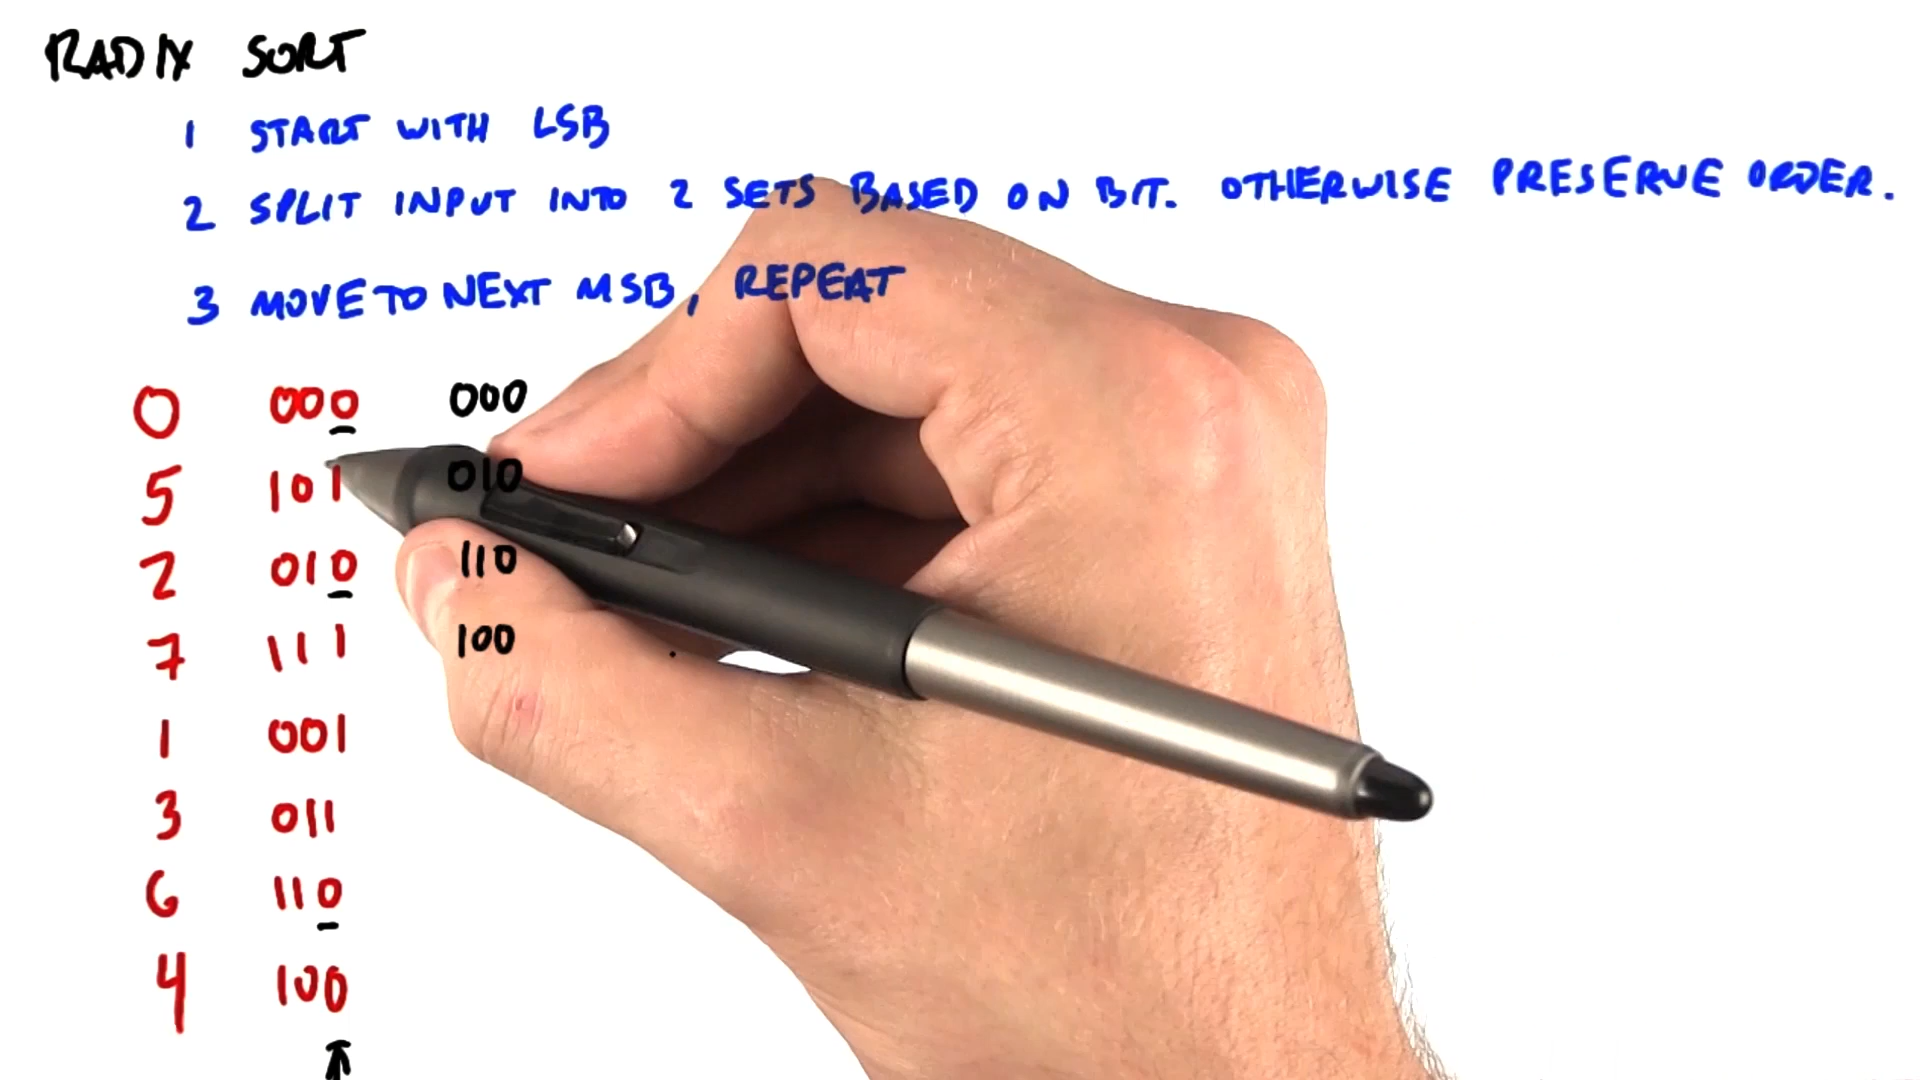 RADIX SORT
1 START WITH LSB
2 SPLIT INPUT INTO 2 SETS BASED ON BIT. OTHERWISE PRESERVE ORDER.
3 MOVE TO NEXT MSB, REPEAT
0 000 000
5 101 010
2 010 110
7 111 100
1 001
3 011
6 110
4 100